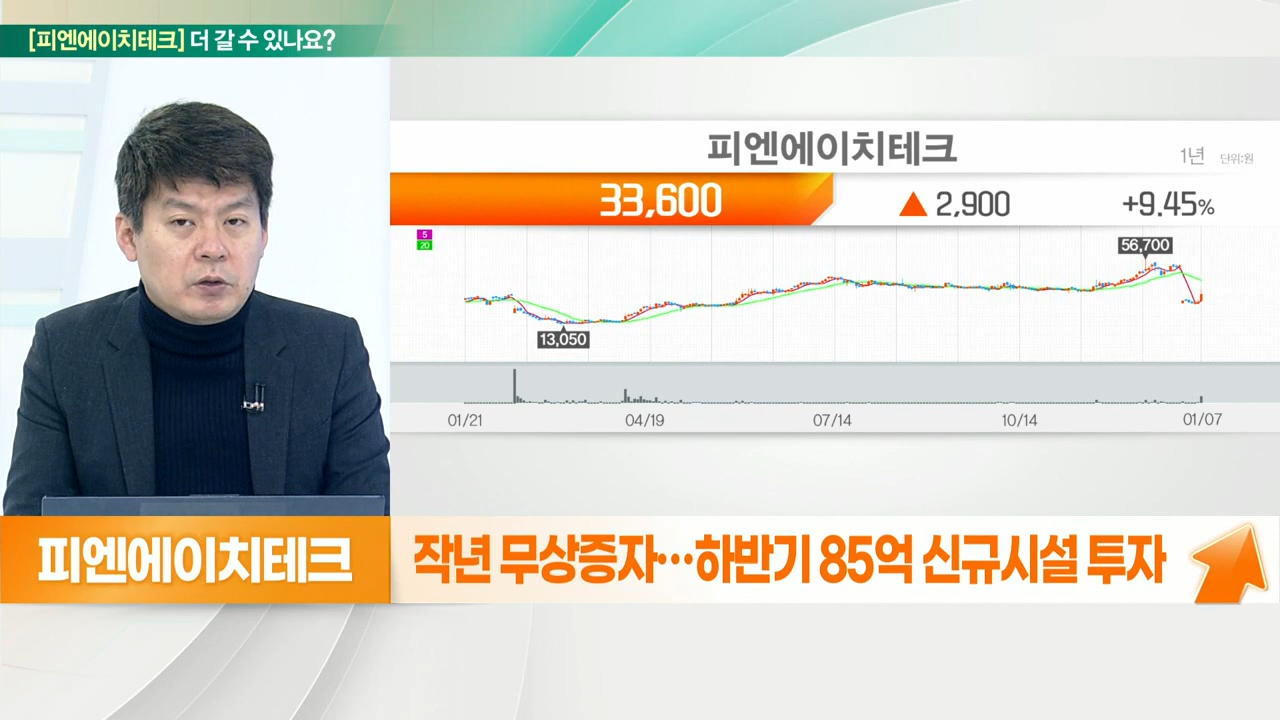 [피엔에이치테크] 더 갈 수 있나요?
피엔에이치테크
1년 단위:원
33,600 ▲ 2,900 +9.45%
5
20
56,700
13,050
01/21 04/19 07/14 10/14 01/07
피엔에이치테크
작년 무상증자…하반기 85억 신규시설 투자